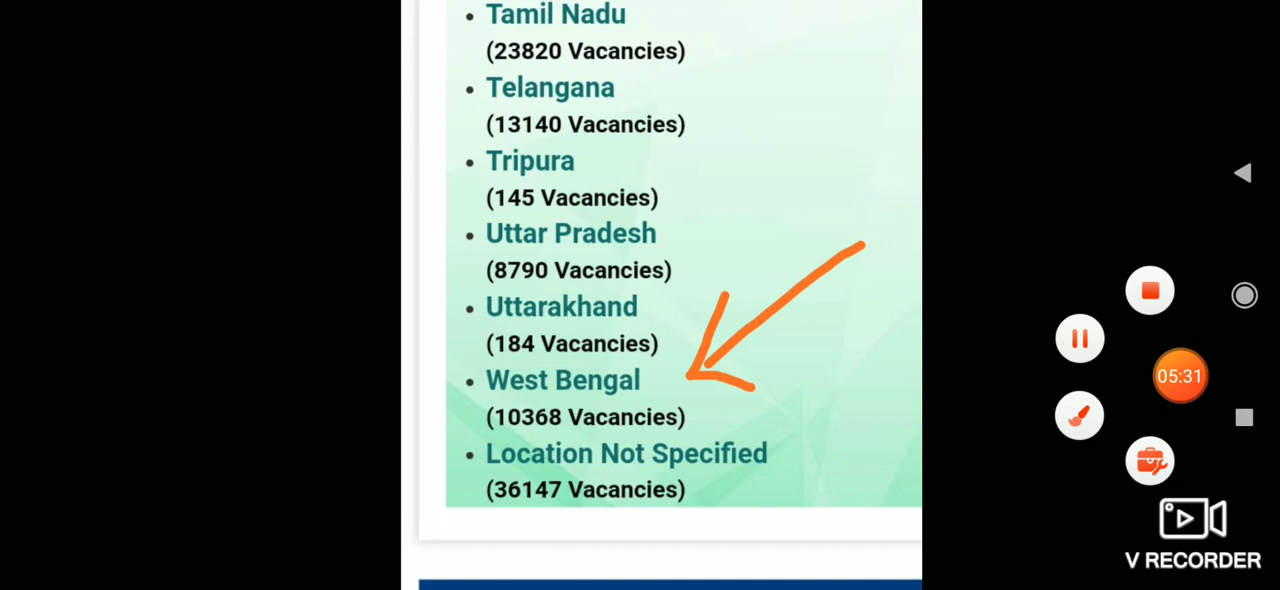 Tamil Nadu
(23820 Vacancies)
Telangana
(13140 Vacancies)
Tripura
(145 Vacancies)
Uttar Pradesh
(8790 Vacancies)
Uttarakhand
(184 Vacancies)
West Bengal
(10368 Vacancies)
Location Not Specified
(36147 Vacancies)
05:31
V RECORDER